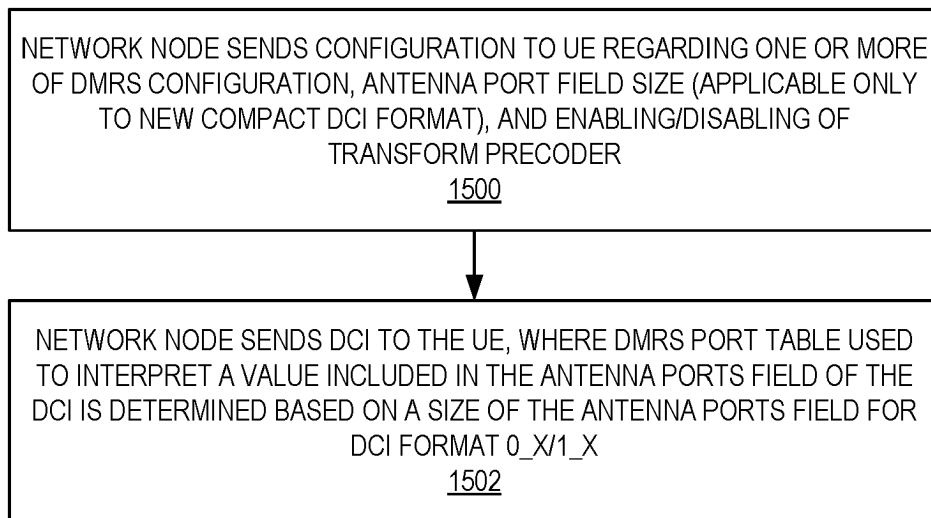 NETWORK NODE SENDS CONFIGURATION TO UE REGARDING ONE OR MORE
OF DMRS CONFIGURATION, ANTENNA PORT FIELD SIZE (APPLICABLE ONLY
TO NEW COMPACT DCI FORMAT), AND ENABLING/DISABLING OF
TRANSFORM PRECODER
1500
NETWORK NODE SENDS DCI TO THE UE, WHERE DMRS PORT TABLE USED
TO INTERPRET A VALUE INCLUDED IN THE ANTENNA PORTS FIELD OF THE
DCI IS DETERMINED BASED ON A SIZE OF THE ANTENNA PORTS FIELD FOR
DCI FORMAT 0_X/1_X
1502